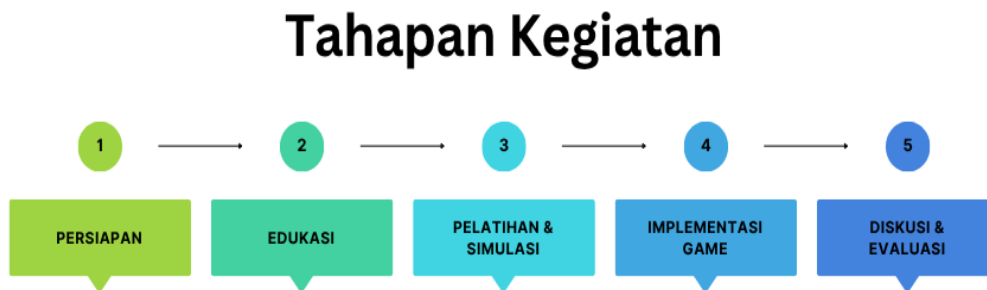 Tahapan Kegiatan
1
2
3
4
5
PERSIAPAN
EDUKASI
PELATIHAN &
SIMULASI
IMPLEMENTASI
GAME
DISKUSI &
EVALUASI